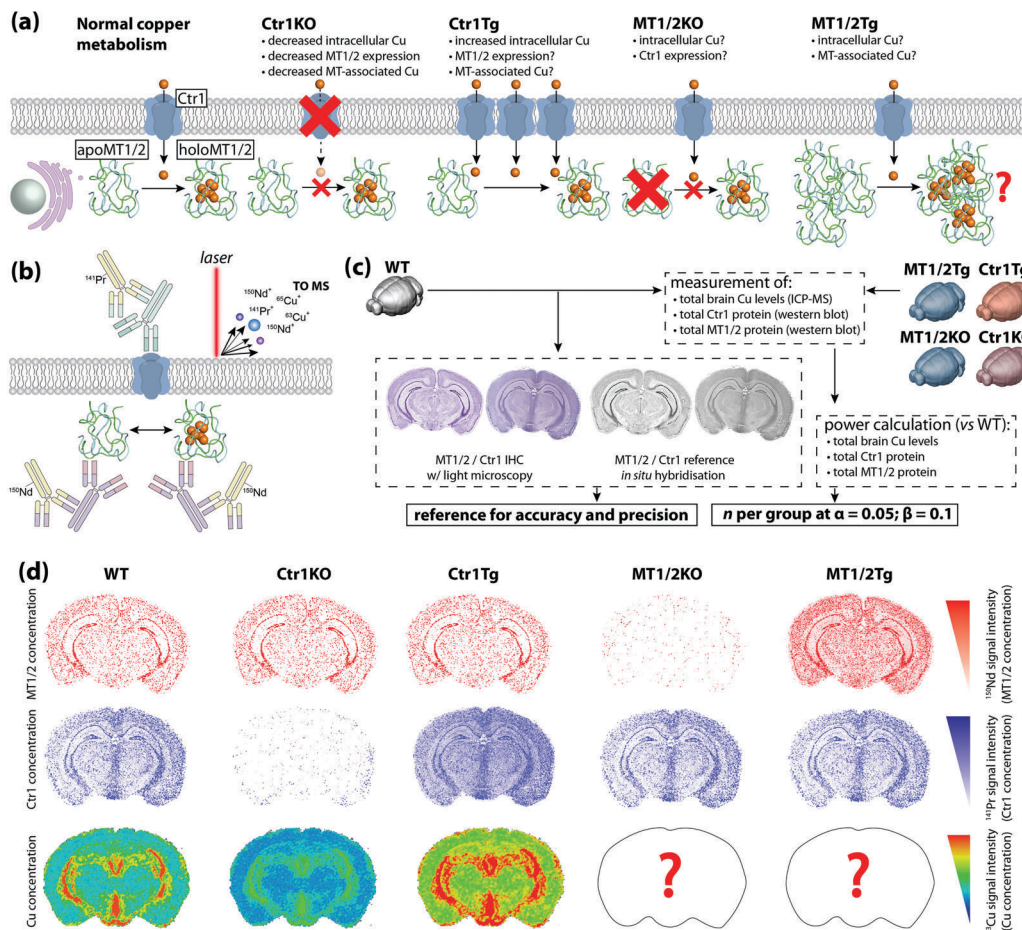 (a)
Normal copper
metabolism
Ctr1KO
• decreased intracellular Cu
• decreased MT1/2 expression
• decreased MT-associated Cu
Ctr1Tg
• increased intracellular Cu
• MT1/2 expression?
• MT-associated Cu?
MT1/2KO
• intracellular Cu?
• Ctr1 expression?
MT1/2Tg
• intracellular Cu?
• MT-associated Cu?
Ctr1
apoMT1/2
holoMT1/2
?
(b)
¹⁴¹Pr
laser
TO MS
¹⁵⁰Nd⁺
⁶⁵Cu⁺
¹⁴¹Pr⁺
⁶³Cu⁺
¹⁵⁰Nd⁺
¹⁵⁰Nd
¹⁵⁰Nd
(c)
WT
measurement of:
• total brain Cu levels (ICP-MS)
• total Ctr1 protein (western blot)
• total MT1/2 protein (western blot)
MT1/2Tg
Ctr1Tg
MT1/2KO
Ctr1K
MT1/2 / Ctr1 IHC
w/ light microscopy
MT1/2 / Ctr1 reference
in situ hybridisation
power calculation (vs WT):
• total brain Cu levels
• total Ctr1 protein
• total MT1/2 protein
reference for accuracy and precision
n per group at α = 0.05; β = 0.1
(d)
WT
Ctr1KO
Ctr1Tg
MT1/2KO
MT1/2Tg
MT1/2 concentration
¹⁵⁰Nd signal intensity
(MT1/2 concentration)
Ctr1 concentration
¹⁴¹Pr signal intensity
(Ctr1 concentration)
Cu concentration
?
?
³Cu signal intensity
(Cu concentration)